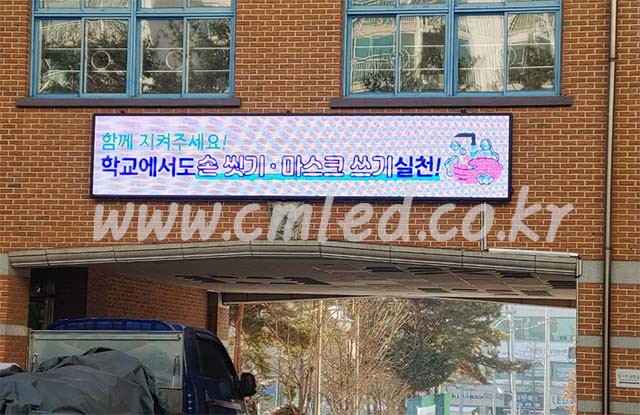 함께 지켜주세요!
학교에서도 손 씻기 · 마스크 쓰기 실천!
www.cmled.co.kr
LED